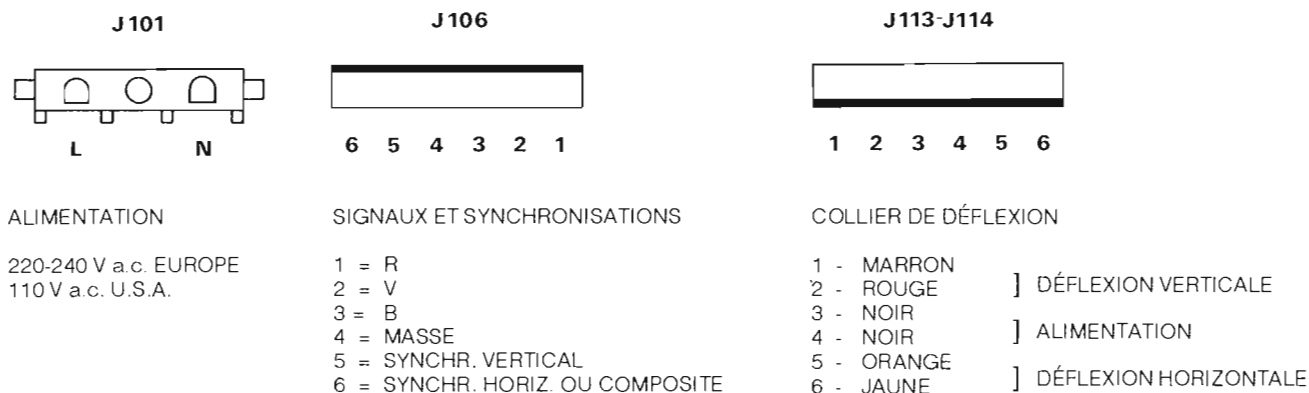 J101
L N
ALIMENTATION
220-240 V a.c. EUROPE
110 V a.c. U.S.A.
J106
6 5 4 3 2 1
SIGNAUX ET SYNCHRONISATIONS
1 = R
2 = V
3 = B
4 = MASSE
5 = SYNCHR. VERTICAL
6 = SYNCHR. HORIZ. OU COMPOSITE
J113-J114
1 2 3 4 5 6
COLLIER DE DÉFLEXION
1 - MARRON
2 - ROUGE
] DÉFLEXION VERTICALE
3 - NOIR
4 - NOIR
] ALIMENTATION
5 - ORANGE
6 - JAUNE
] DÉFLEXION HORIZONTALE